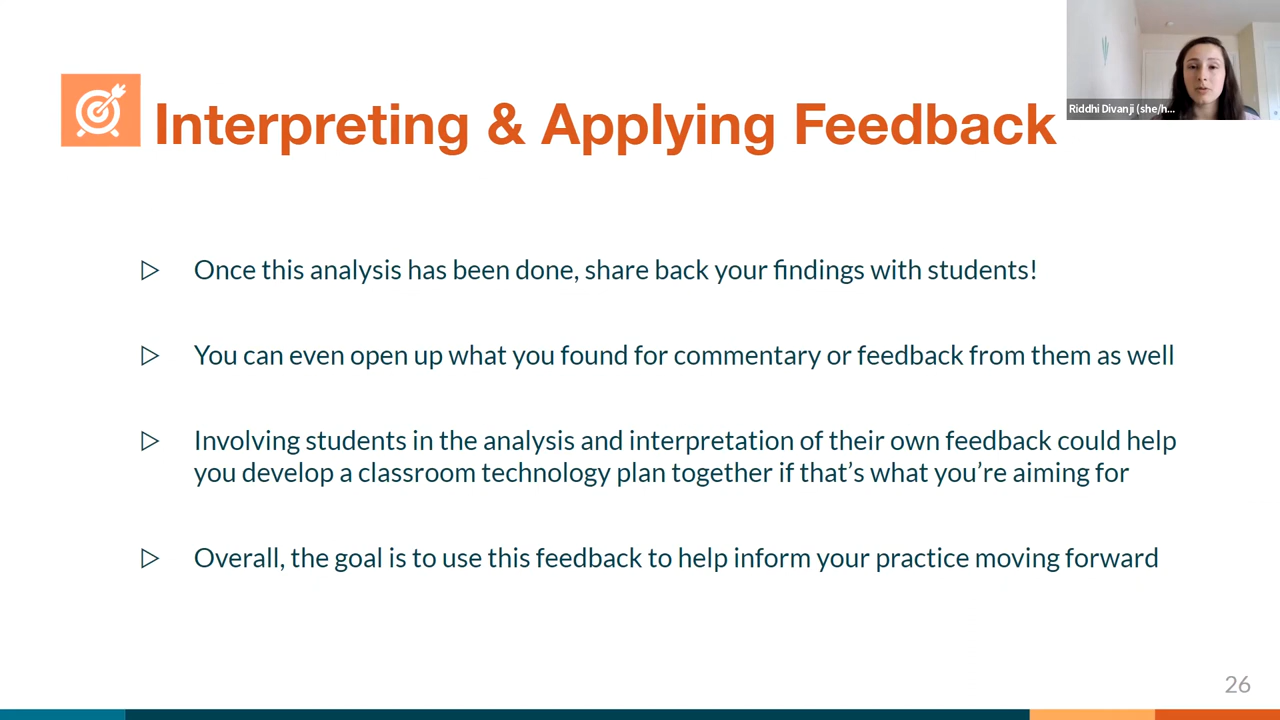 Riddhi Divanji (she/h...
Interpreting & Applying Feedback
Once this analysis has been done, share back your findings with students!
You can even open up what you found for commentary or feedback from them as well
Involving students in the analysis and interpretation of their own feedback could help
you develop a classroom technology plan together if that’s what you’re aiming for
Overall, the goal is to use this feedback to help inform your practice moving forward
26